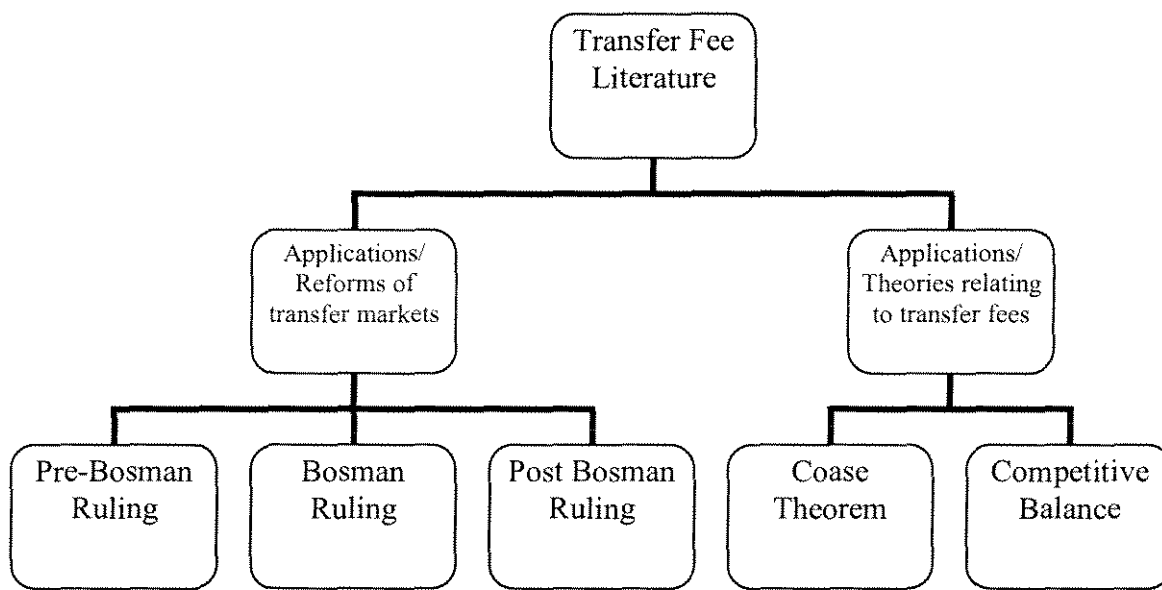 Transfer Fee
Literature
Applications/
Reforms of
transfer markets
Applications/
Theories relating
to transfer fees
Pre-Bosman
Ruling
Bosman
Ruling
Post Bosman
Ruling
Coase
Theorem
Competitive
Balance